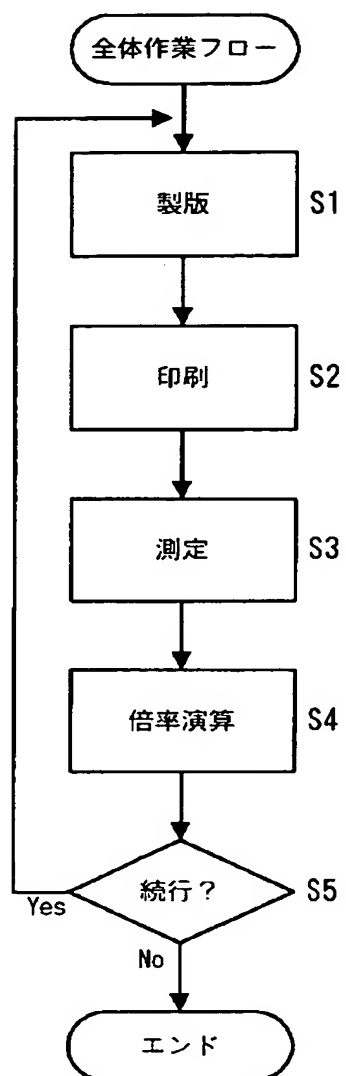 全体作業フロー
製版
S1
印刷
S2
測定
S3
倍率演算
S4
続行？
S5
Yes
No
エンド